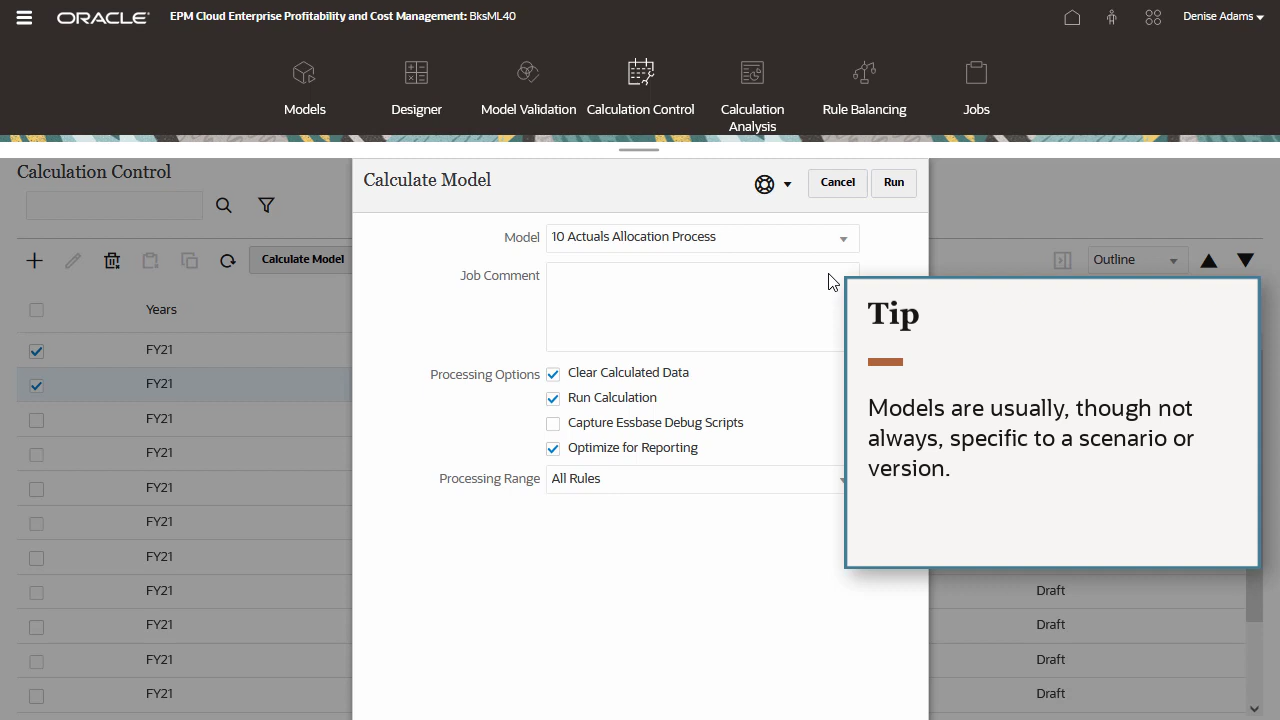 ORACLE
EPM Cloud Enterprise Profitability and Cost Management: BksML40
Denise Adams
Models
Designer
Model Validation
Calculation Control
Calculation
Analysis
Rule Balancing
Jobs
Calculation Control
Calculate Model
Cancel
Run
Model
10 Actuals Allocation Process
Job Comment
Calculate Model
Outline
Years
Tip
Models are usually, though not
always, specific to a scenario or
version.
Processing Options
Clear Calculated Data
Run Calculation
Capture Essbase Debug Scripts
Optimize for Reporting
Processing Range
All Rules
FY21
FY21
FY21
FY21
FY21
FY21
FY21
FY21
Draft
FY21
Draft
FY21
Draft
FY21
Draft